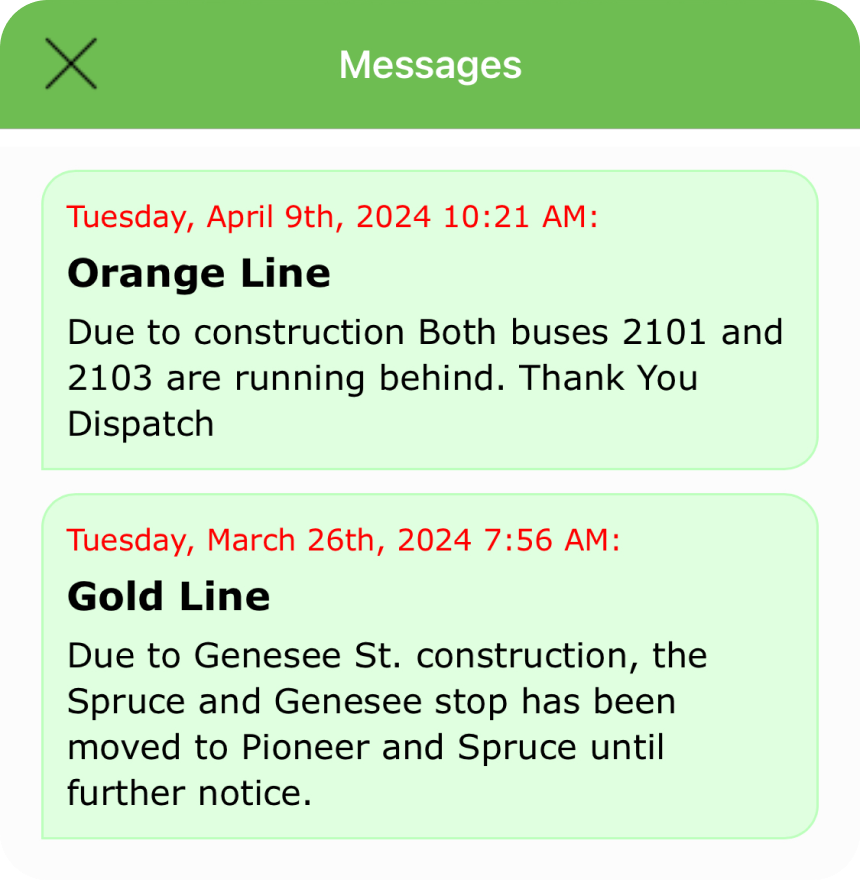 Messages
Tuesday, April 9th, 2024 10:21 AM:
Orange Line
Due to construction Both buses 2101 and
2103 are running behind. Thank You
Dispatch
Tuesday, March 26th, 2024 7:56 AM:
Gold Line
Due to Genesee St. construction, the
Spruce and Genesee stop has been
moved to Pioneer and Spruce until
further notice.